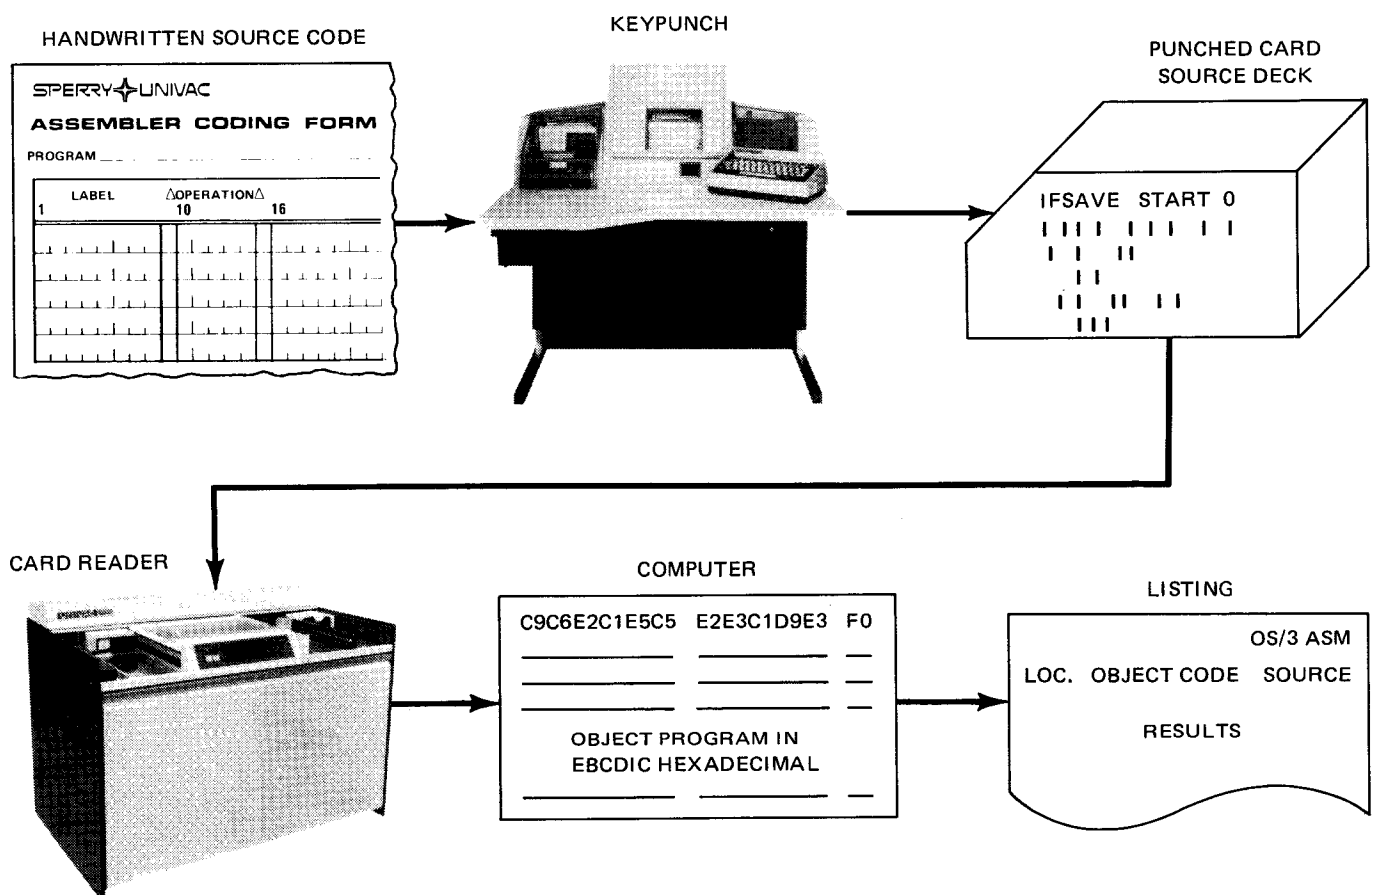 HANDWRITTEN SOURCE CODE
SPERRY UNIVAC
ASSEMBLER CODING FORM
PROGRAM
LABEL ΔOPERATIONΔ
1 10 16
KEYPUNCH
PUNCHED CARD
SOURCE DECK
IFSAVE START 0
CARD READER
COMPUTER
C9C6E2C1E5C5 E2E3C1D9E3 F0
OBJECT PROGRAM IN
EBCDIC HEXADECIMAL
LISTING
OS/3 ASM
LOC. OBJECT CODE SOURCE
RESULTS